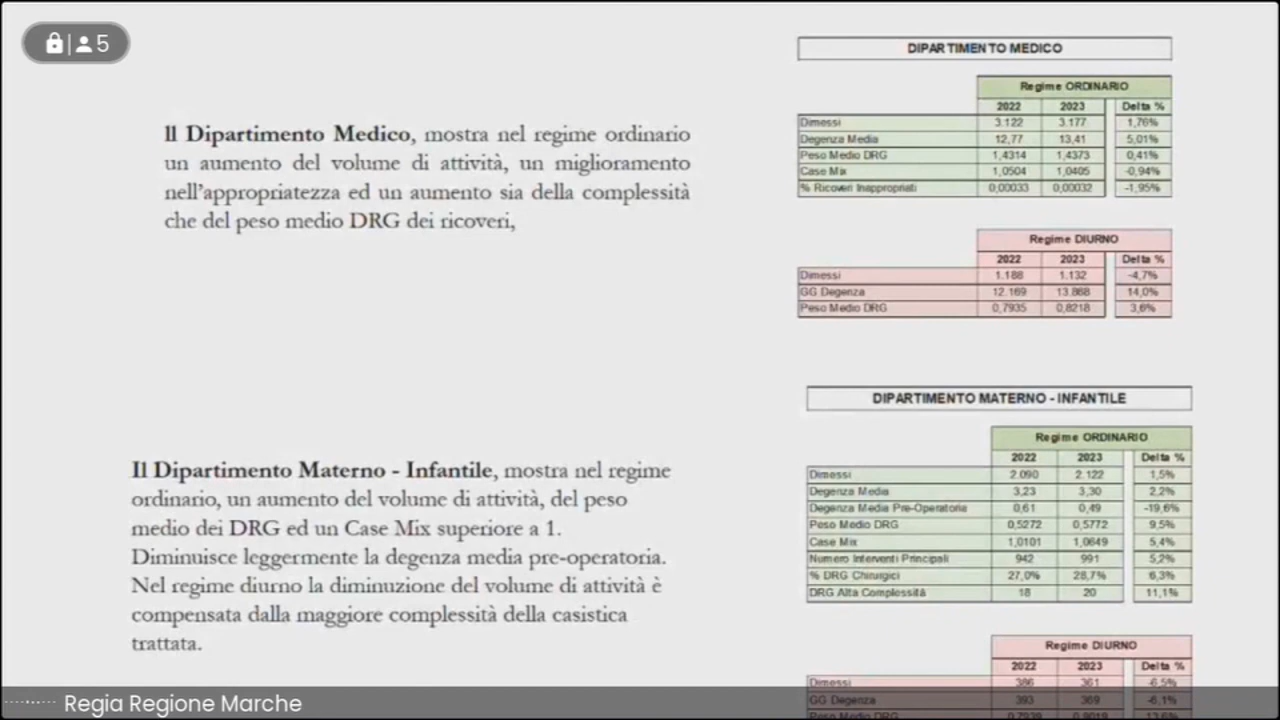 5
Il Dipartimento Medico, mostra nel regime ordinario
un aumento del volume di attività, un miglioramento
nell'appropriatezza ed un aumento sia della complessità
che del peso medio DRG dei ricoveri,
DIPARTIMENTO MEDICO
Regime ORDINARIO
2022 2023 Delta %
Dimessi 3.122 3.177 1,76%
Degenza Media 12,77 13,41 5,01%
Peso Medio DRG 1,4314 1,4373 0,41%
Case Mix 1,0504 1,0405 -0,94%
% Ricoveri Inappropriati 0,00033 0,00032 -1,95%
Regime DIURNO
2022 2023 Delta %
Dimessi 1.188 1.132 -4,7%
GG Degenza 12.169 13.868 14,0%
Peso Medio DRG 0,7935 0,8218 3,6%
Il Dipartimento Materno - Infantile, mostra nel regime
ordinario, un aumento del volume di attività, del peso
medio dei DRG ed un Case Mix superiore a 1.
Diminuisce leggermente la degenza media pre-operatoria.
Nel regime diurno la diminuzione del volume di attività è
compensata dalla maggiore complessità della casistica
trattata.
DIPARTIMENTO MATERNO - INFANTILE
Regime ORDINARIO
2022 2023 Delta %
Dimessi 2.090 2.122 1,5%
Degenza Media 3,23 3,30 2,2%
Degenza Media Pre-Operatoria 0,61 0,49 -19,6%
Peso Medio DRG 0,5272 0,5772 9,5%
Case Mix 1,0101 1,0649 5,4%
Numero Interventi Principali 942 991 5,2%
% DRG Chirurgici 27,0% 28,7% 6,3%
DRG Alta Complessità 18 20 11,1%
Regime DIURNO
2022 2023 Delta %
Dimessi 386 361 -6,5%
GG Degenza 393 369 -6,1%
Peso Medio DRG
Regia Regione Marche